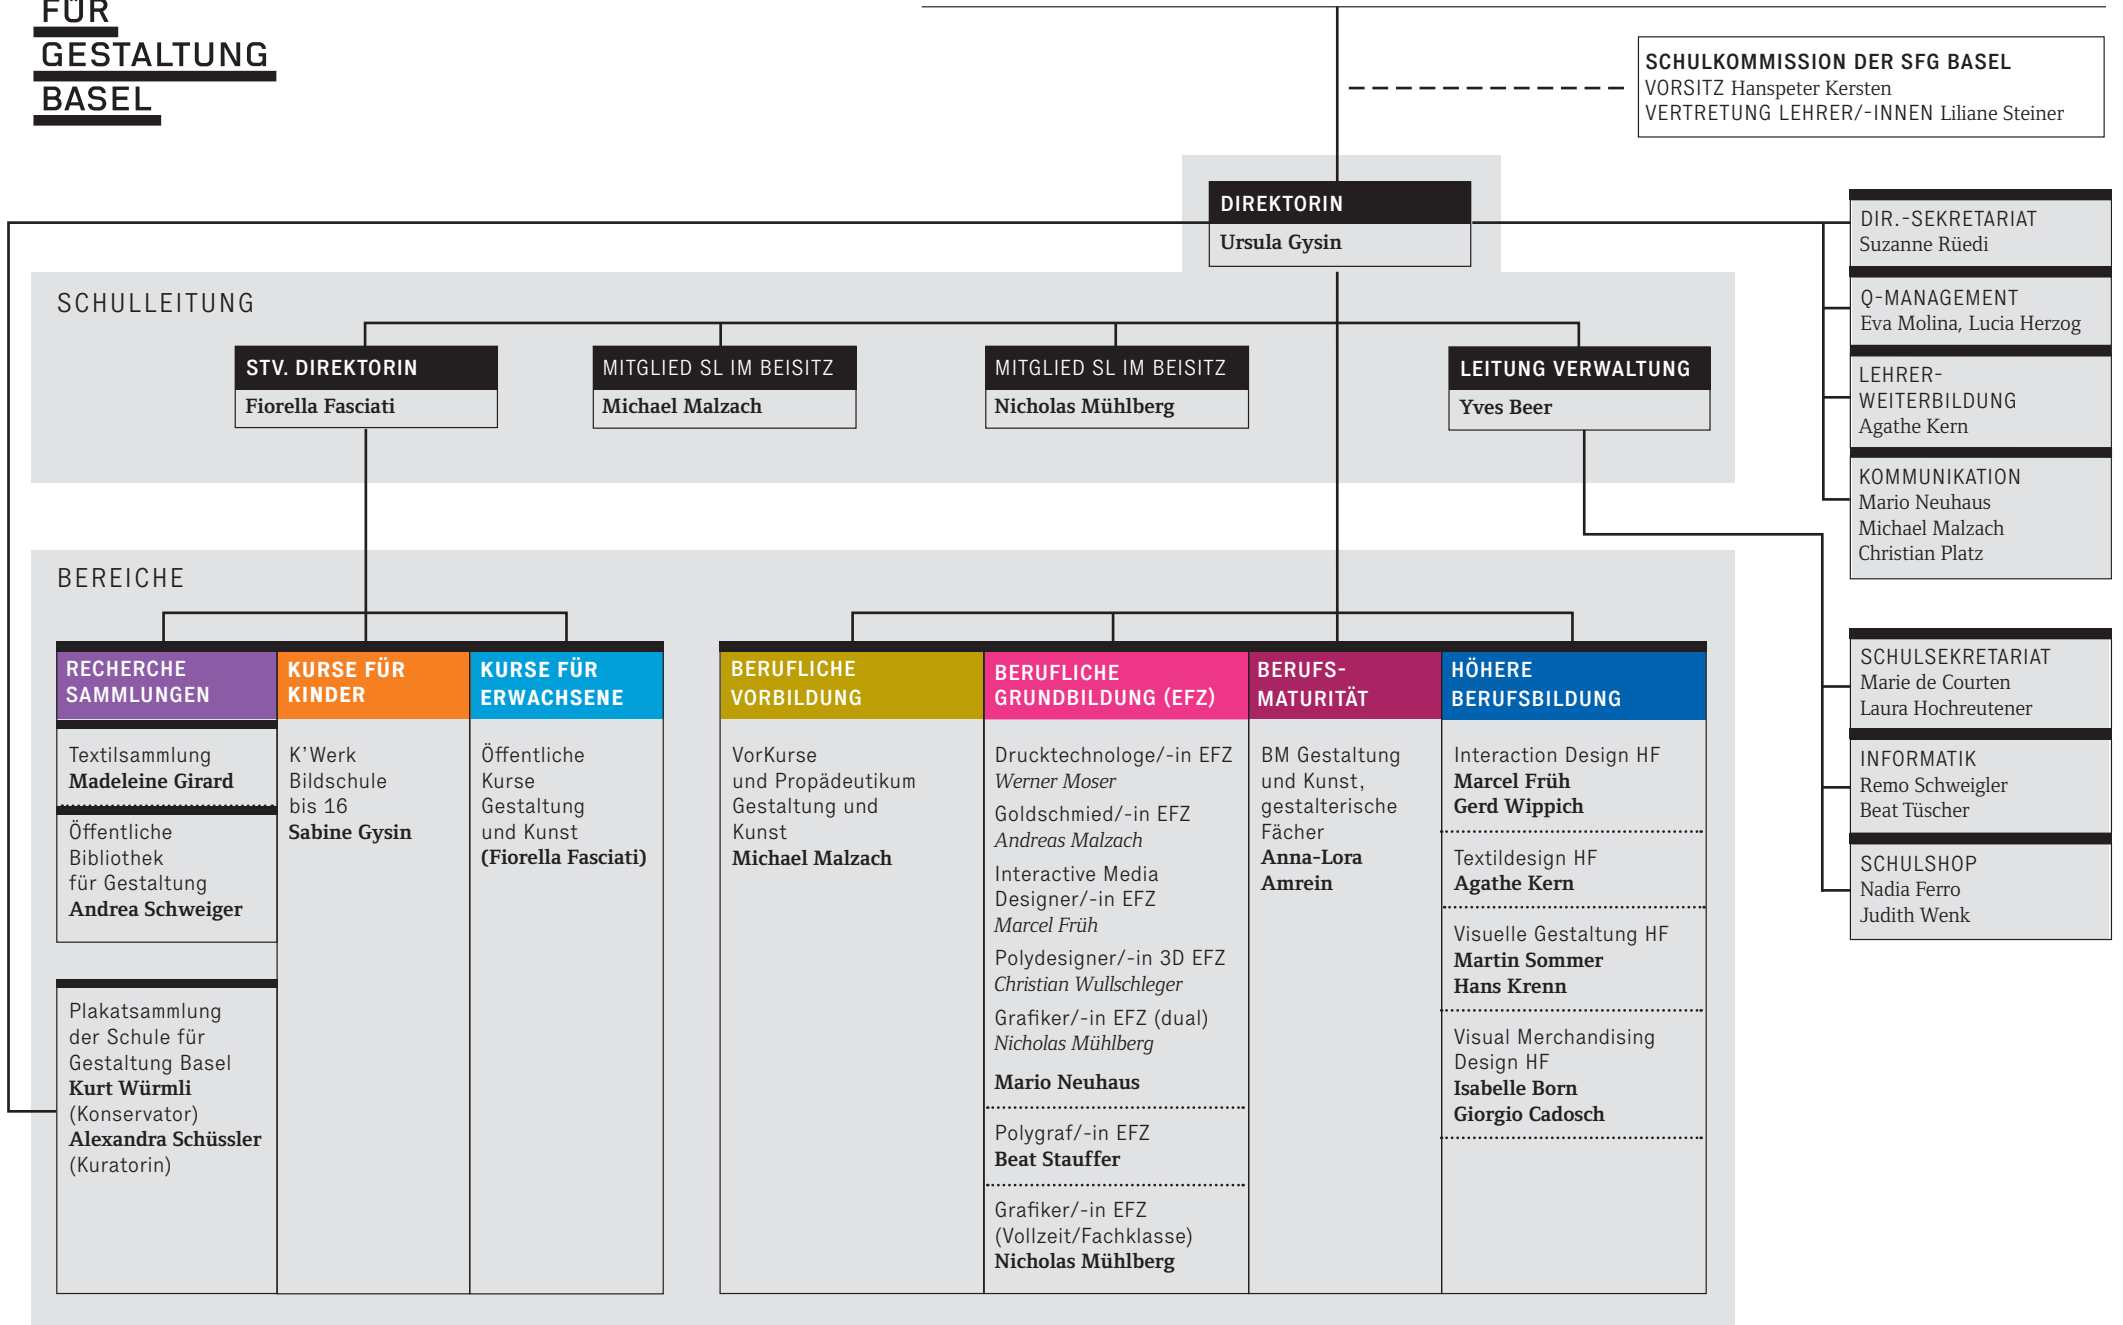 FÜR
GESTALTUNG
BASEL
SCHULKOMMISSION DER SFG BASEL
VORSITZ Hanspeter Kersten
VERTRETUNG LEHRER/-INNEN Liliane Steiner
DIREKTORIN
Ursula Gysin
DIR.-SEKRETARIAT
Suzanne Rüedi
Q-MANAGEMENT
Eva Molina, Lucia Herzog
LEHRER-
WEITERBILDUNG
Agathe Kern
KOMMUNIKATION
Mario Neuhaus
Michael Malzach
Christian Platz
SCHULLEITUNG
STV. DIREKTORIN
Fiorella Fasciati
MITGLIED SL IM BEISITZ
Michael Malzach
MITGLIED SL IM BEISITZ
Nicholas Mühlberg
LEITUNG VERWALTUNG
Yves Beer
SCHULSEKRETARIAT
Marie de Courten
Laura Hochreutener
INFORMATIK
Remo Schweigler
Beat Tüscher
SCHULSHOP
Nadia Ferro
Judith Wenk
BEREICHE
RECHERCHE
SAMMLUNGEN
Textilsammlung
Madeleine Girard
Öffentliche
Bibliothek
für Gestaltung
Andrea Schweiger
Plakatsammlung
der Schule für
Gestaltung Basel
Kurt Würmli
(Konservator)
Alexandra Schüssler
(Kuratorin)
KURSE FÜR
KINDER
K'Werk
Bildschule
bis 16
Sabine Gysin
KURSE FÜR
ERWACHSENE
Öffentliche
Kurse
Gestaltung
und Kunst
(Fiorella Fasciati)
BERUFLICHE
VORBILDUNG
VorKurse
und Propädeutikum
Gestaltung und
Kunst
Michael Malzach
BERUFLICHE
GRUNDBILDUNG (EFZ)
Drucktechnologe/-in EFZ
Werner Moser
Goldschmied/-in EFZ
Andreas Malzach
Interactive Media
Designer/-in EFZ
Marcel Früh
Polydesigner/-in 3D EFZ
Christian Wullschleger
Grafiker/-in EFZ (dual)
Nicholas Mühlberg
Mario Neuhaus
Polygraf/-in EFZ
Beat Stauffer
Grafiker/-in EFZ
(Vollzeit/Fachklasse)
Nicholas Mühlberg
BERUFS-
MATURITÄT
BM Gestaltung
und Kunst,
gestalterische
Fächer
Anna-Lora
Amrein
HÖHERE
BERUFSBILDUNG
Interaction Design HF
Marcel Früh
Gerd Wippich
Textildesign HF
Agathe Kern
Visuelle Gestaltung HF
Martin Sommer
Hans Krenn
Visual Merchandising
Design HF
Isabelle Born
Giorgio Cadosch